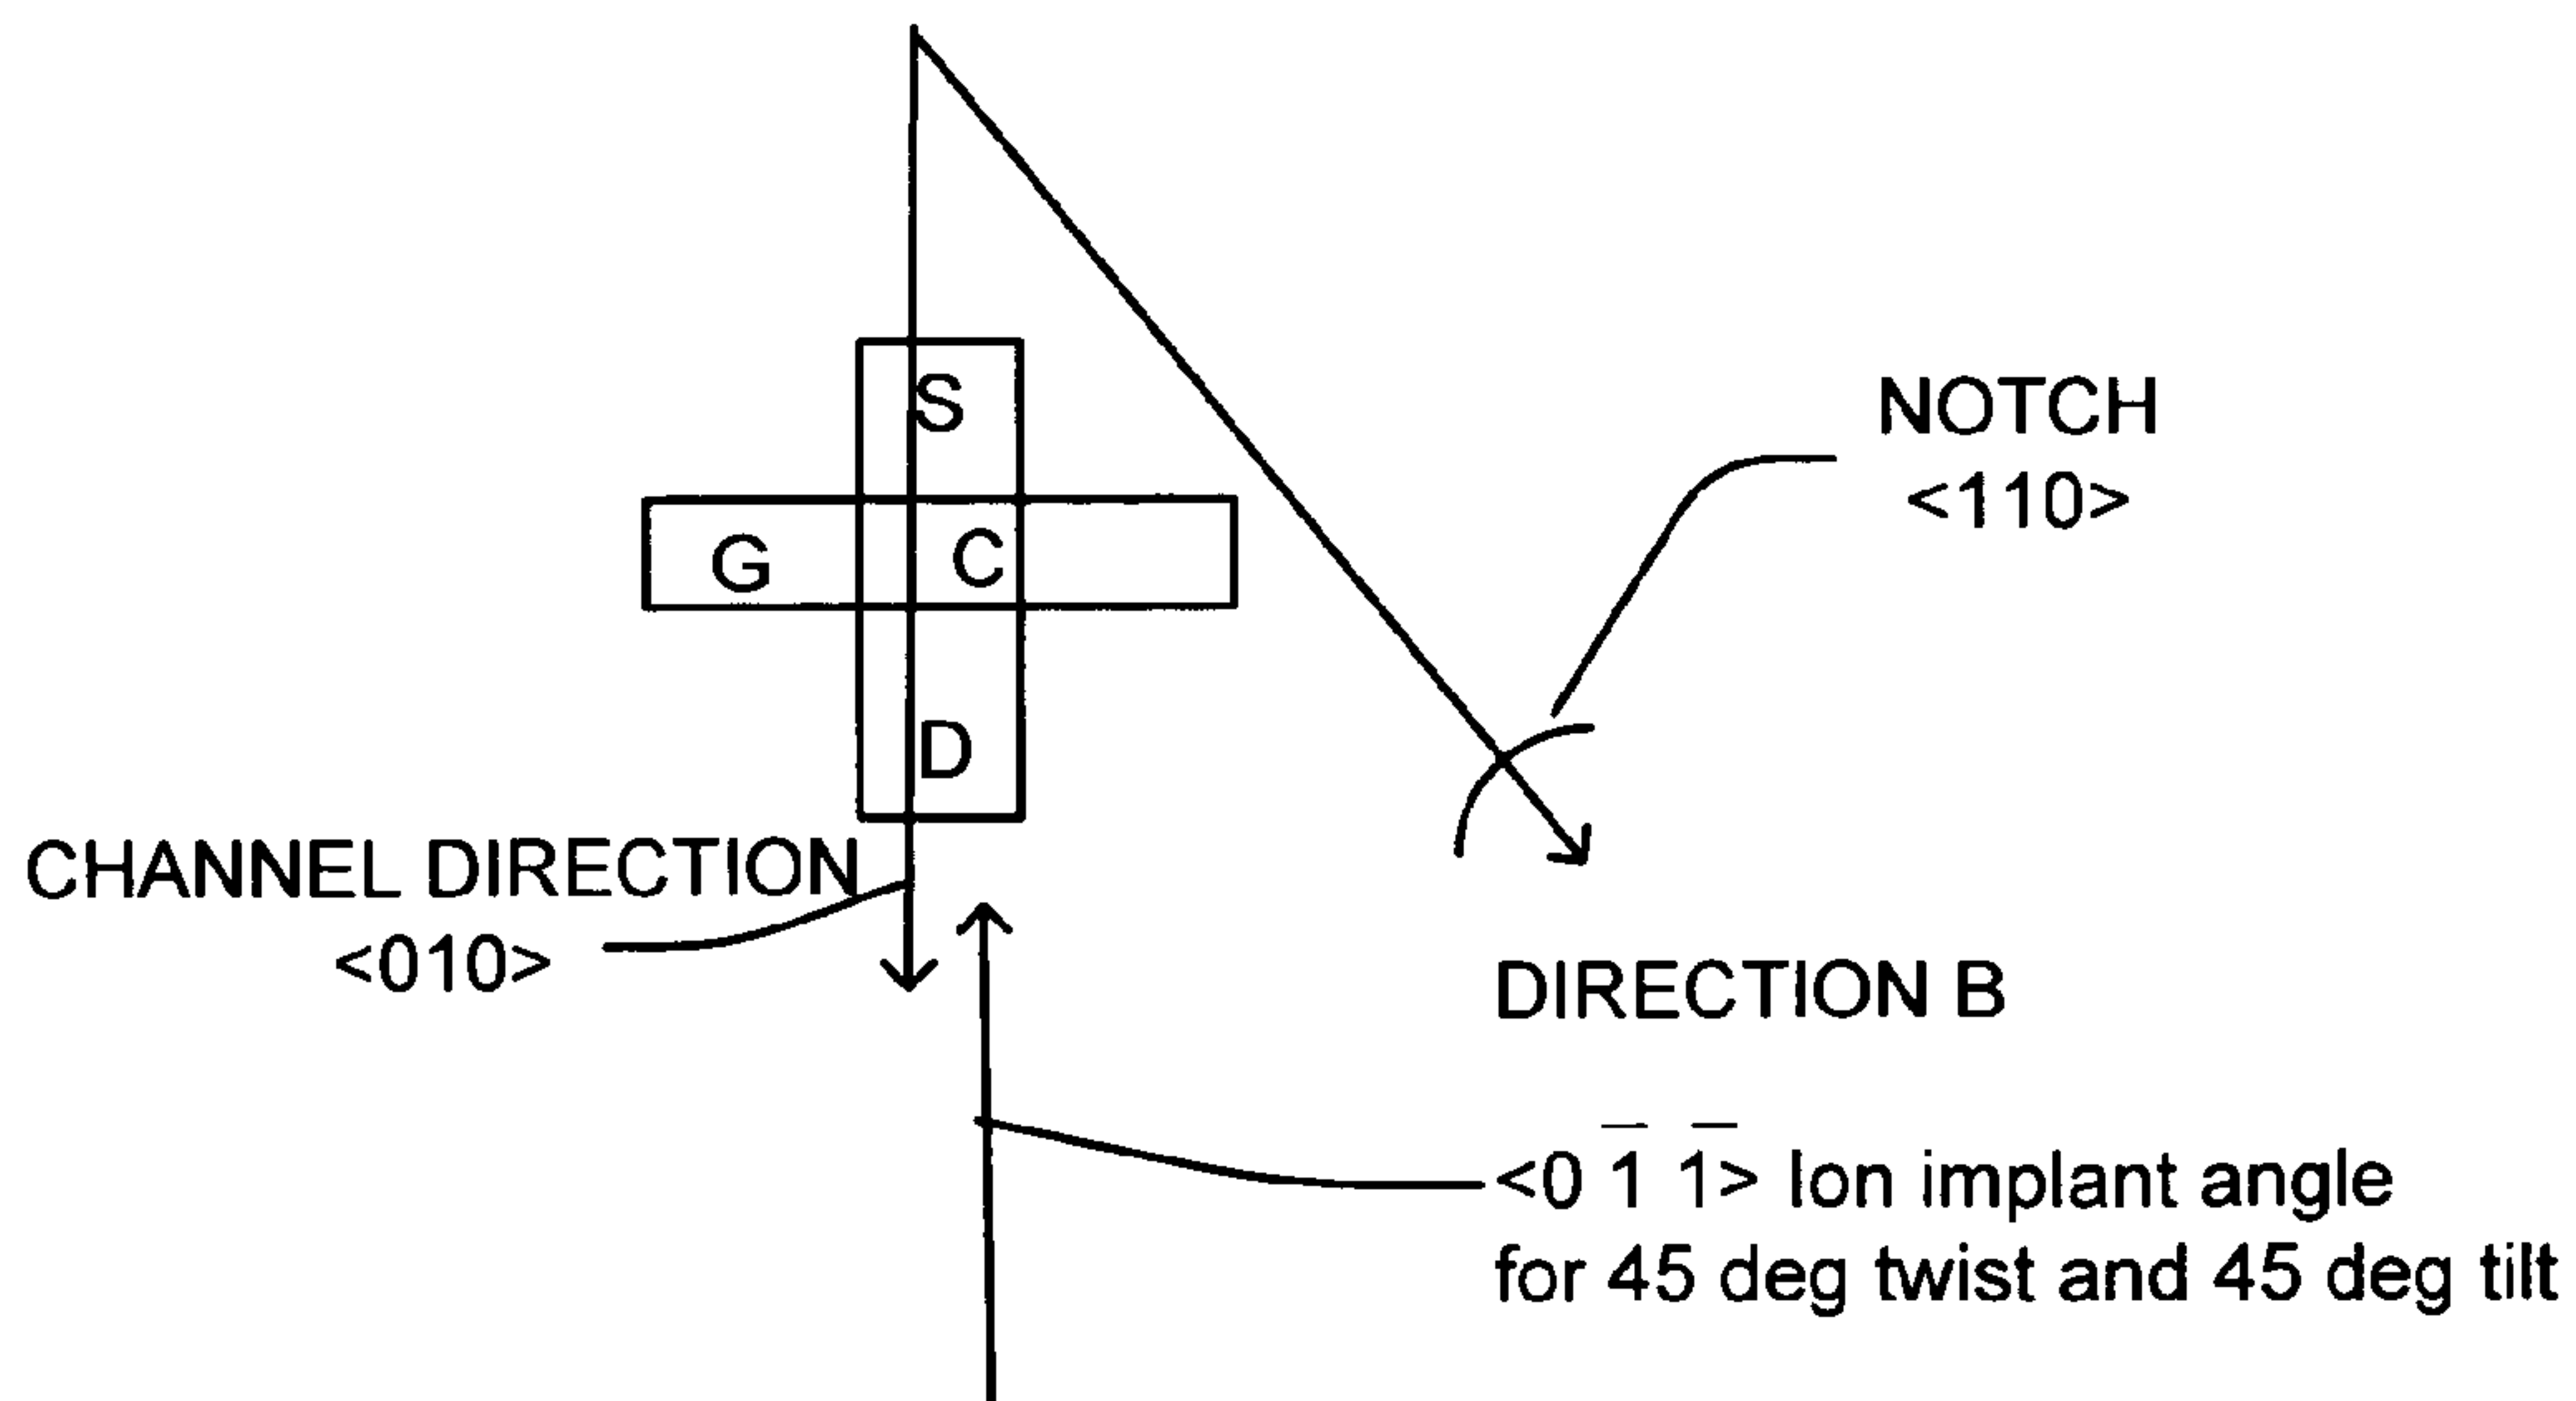 S
NOTCH
<110>
G
C
D
CHANNEL DIRECTION
<010>
DIRECTION B
<0 1̅ 1̅> Ion implant angle
for 45 deg twist and 45 deg tilt